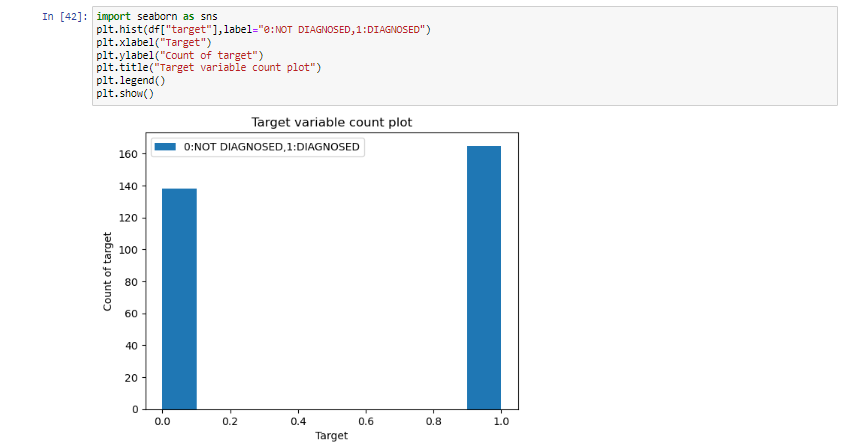 In [42]: import seaborn as sns
plt.hist(df["target"],label="0:NOT DIAGNOSED,1:DIAGNOSED")
plt.xlabel("Target")
plt.ylabel("Count of target")
plt.title("Target variable count plot")
plt.legend()
plt.show()
Target variable count plot
0:NOT DIAGNOSED,1:DIAGNOSED
160
140
120
100
80
60
40
20
0
Count of target
0.0 0.2 0.4 0.6 0.8 1.0
Target